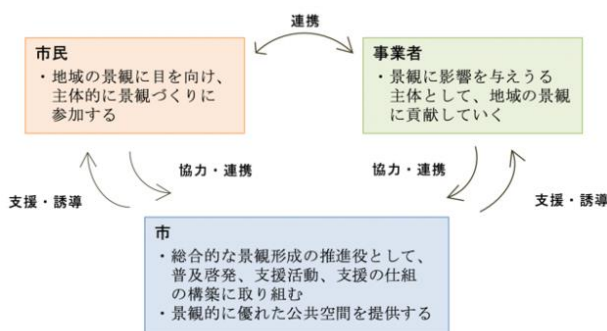 連携
市民
・地域の景観に目を向け、
主体的に景観づくりに
参加する
事業者
・景観に影響を与えうる
主体として、地域の景観
に貢献していく
協力・連携
協力・連携
支援・誘導
支援・誘導
市
・総合的な景観形成の推進役として、
普及啓発、支援活動、支援の仕組
の構築に取り組む
・景観的に優れた公共空間を提供する